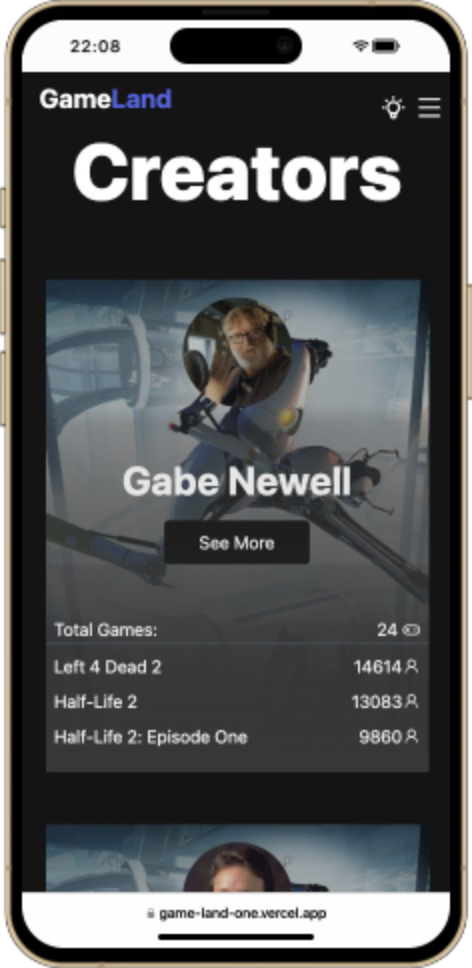 22:08
GameLand
Creators
Gabe Newell
See More
Total Games: 24
Left 4 Dead 2 14614
Half-Life 2 13083
Half-Life 2: Episode One 9860
game-land-one.vercel.app